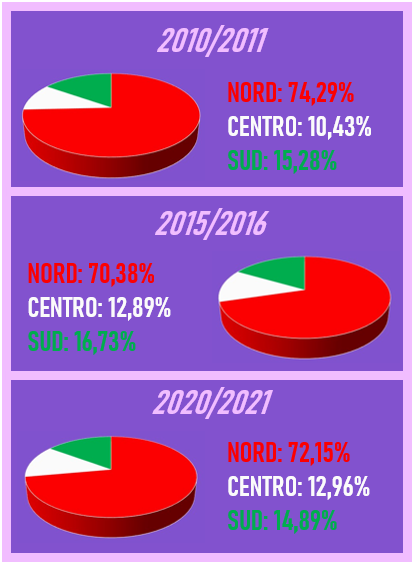 2010/2011
NORD: 74,29%
CENTRO: 10,43%
SUD: 15,28%
2015/2016
NORD: 70,38%
CENTRO: 12,89%
SUD: 16,73%
2020/2021
NORD: 72,15%
CENTRO: 12,96%
SUD: 14,89%